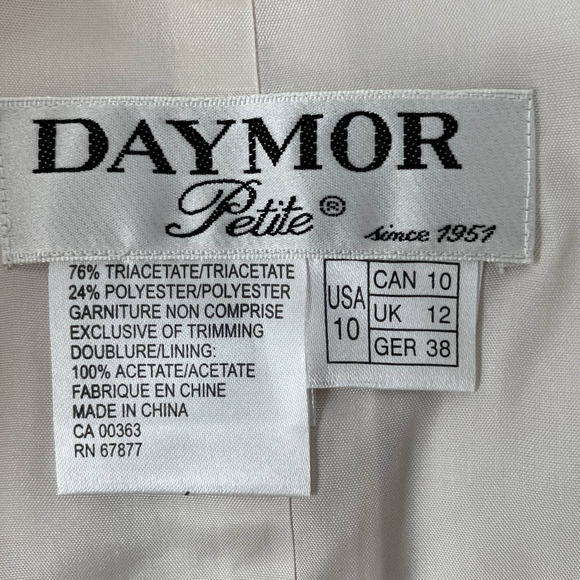 DAYMOR
Petite®
since 1951
76% TRIACETATE/TRIACETATE
24% POLYESTER/POLYESTER
GARNITURE NON COMPRISE
EXCLUSIVE OF TRIMMING
DOUBLURE/LINING:
100% ACETATE/ACETATE
FABRIQUE EN CHINE
MADE IN CHINA
CA 00363
RN 67877
USA
10
CAN 10
UK 12
GER 38